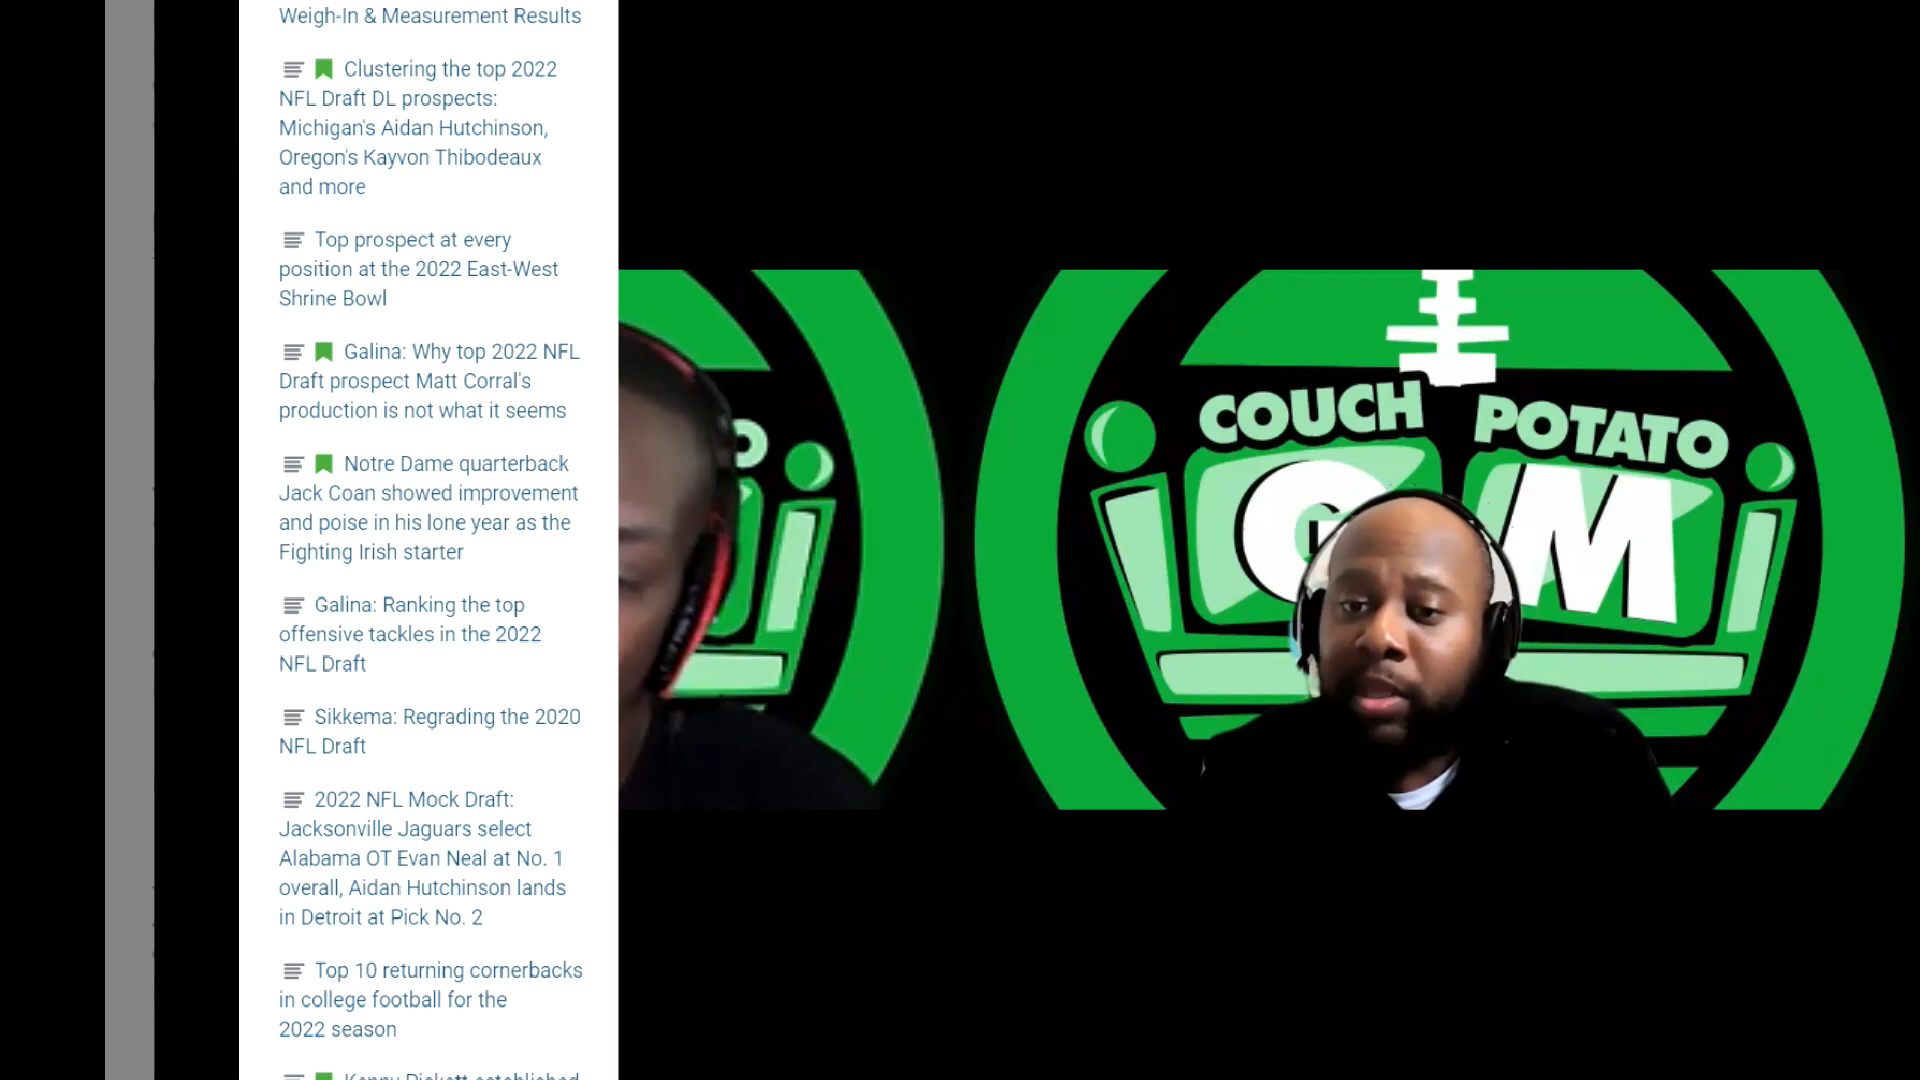 Weigh-In & Measurement Results
Clustering the top 2022
NFL Draft DL prospects:
Michigan's Aidan Hutchinson,
Oregon's Kayvon Thibodeaux
and more
Top prospect at every
position at the 2022 East-West
Shrine Bowl
Galina: Why top 2022 NFL
Draft prospect Matt Corral's
production is not what it seems
Notre Dame quarterback
Jack Coan showed improvement
and poise in his lone year as the
Fighting Irish starter
Galina: Ranking the top
offensive tackles in the 2022
NFL Draft
Sikkema: Regrading the 2020
NFL Draft
2022 NFL Mock Draft:
Jacksonville Jaguars select
Alabama OT Evan Neal at No. 1
overall, Aidan Hutchinson lands
in Detroit at Pick No. 2
Top 10 returning cornerbacks
in college football for the
2022 season
Kenny Pickett established
COUCH POTATO
GM